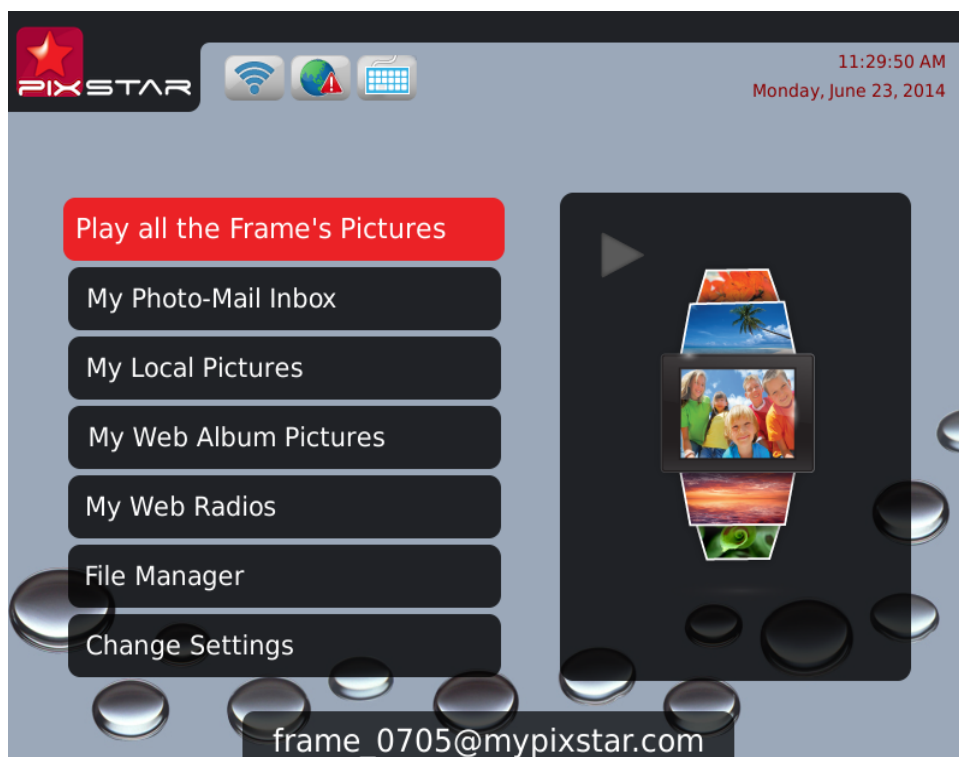 PIXSTAR
11:29:50 AM
Monday, June 23, 2014
Play all the Frame's Pictures
My Photo-Mail Inbox
My Local Pictures
My Web Album Pictures
My Web Radios
File Manager
Change Settings
frame_0705@mypixstar.com